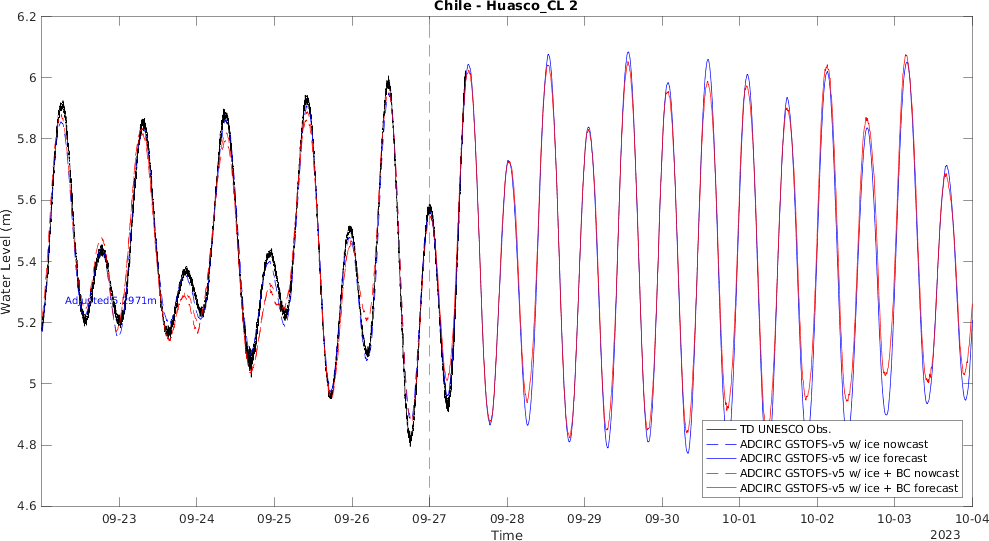 Chile - Huasco_CL 2
6.2
6
5.8
5.6
5.4
5.2
5
4.8
4.6
Water Level (m)
TD UNESCO Obs.
ADCIRC GSTOFS-v5 w/ ice nowcast
ADCIRC GSTOFS-v5 w/ ice forecast
ADCIRC GSTOFS-v5 w/ ice + BC nowcast
ADCIRC GSTOFS-v5 w/ ice + BC forecast
09-23
09-24
09-25
09-26
09-27
09-28
09-29
09-30
10-01
10-02
10-03
10-04
Time
2023